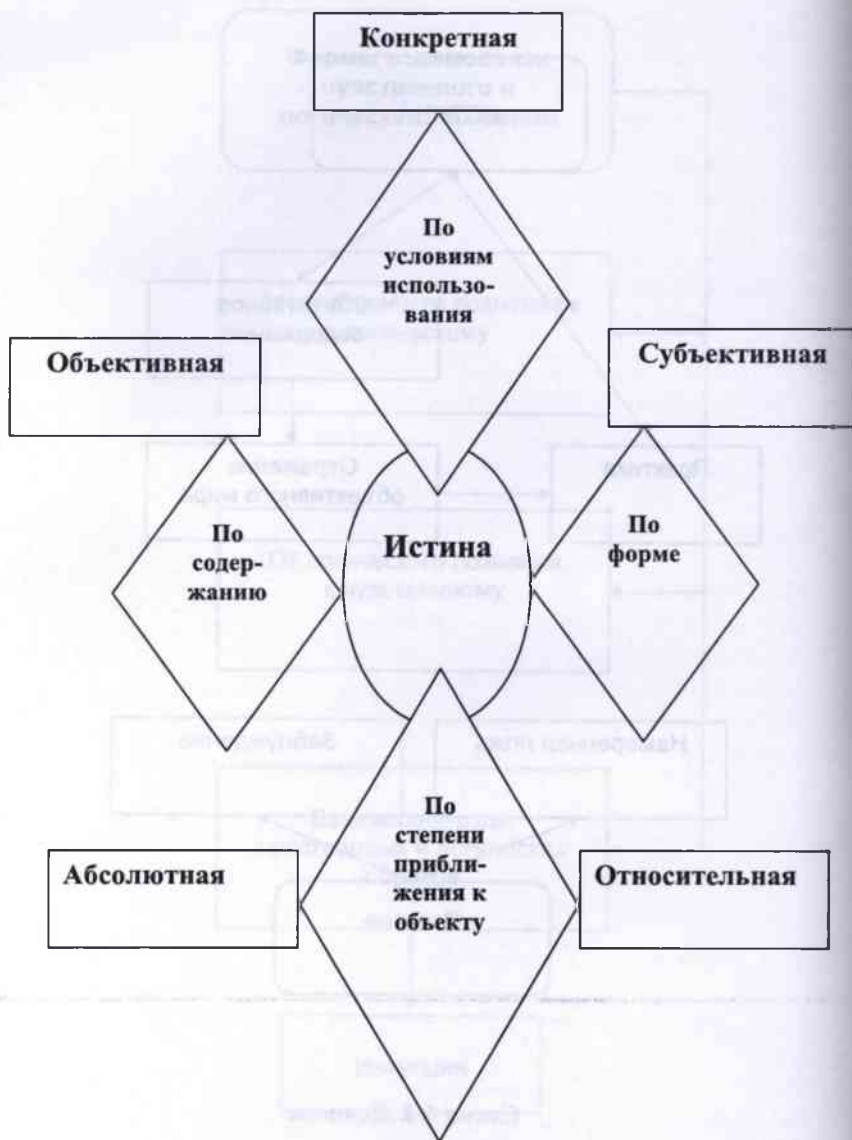 Конкретная
По
условиям
использо-
вания
Объективная
Субъективная
По
содер-
жанию
Истина
По
форме
По
степени
прибли-
жения к
объекту
Абсолютная
Относительная